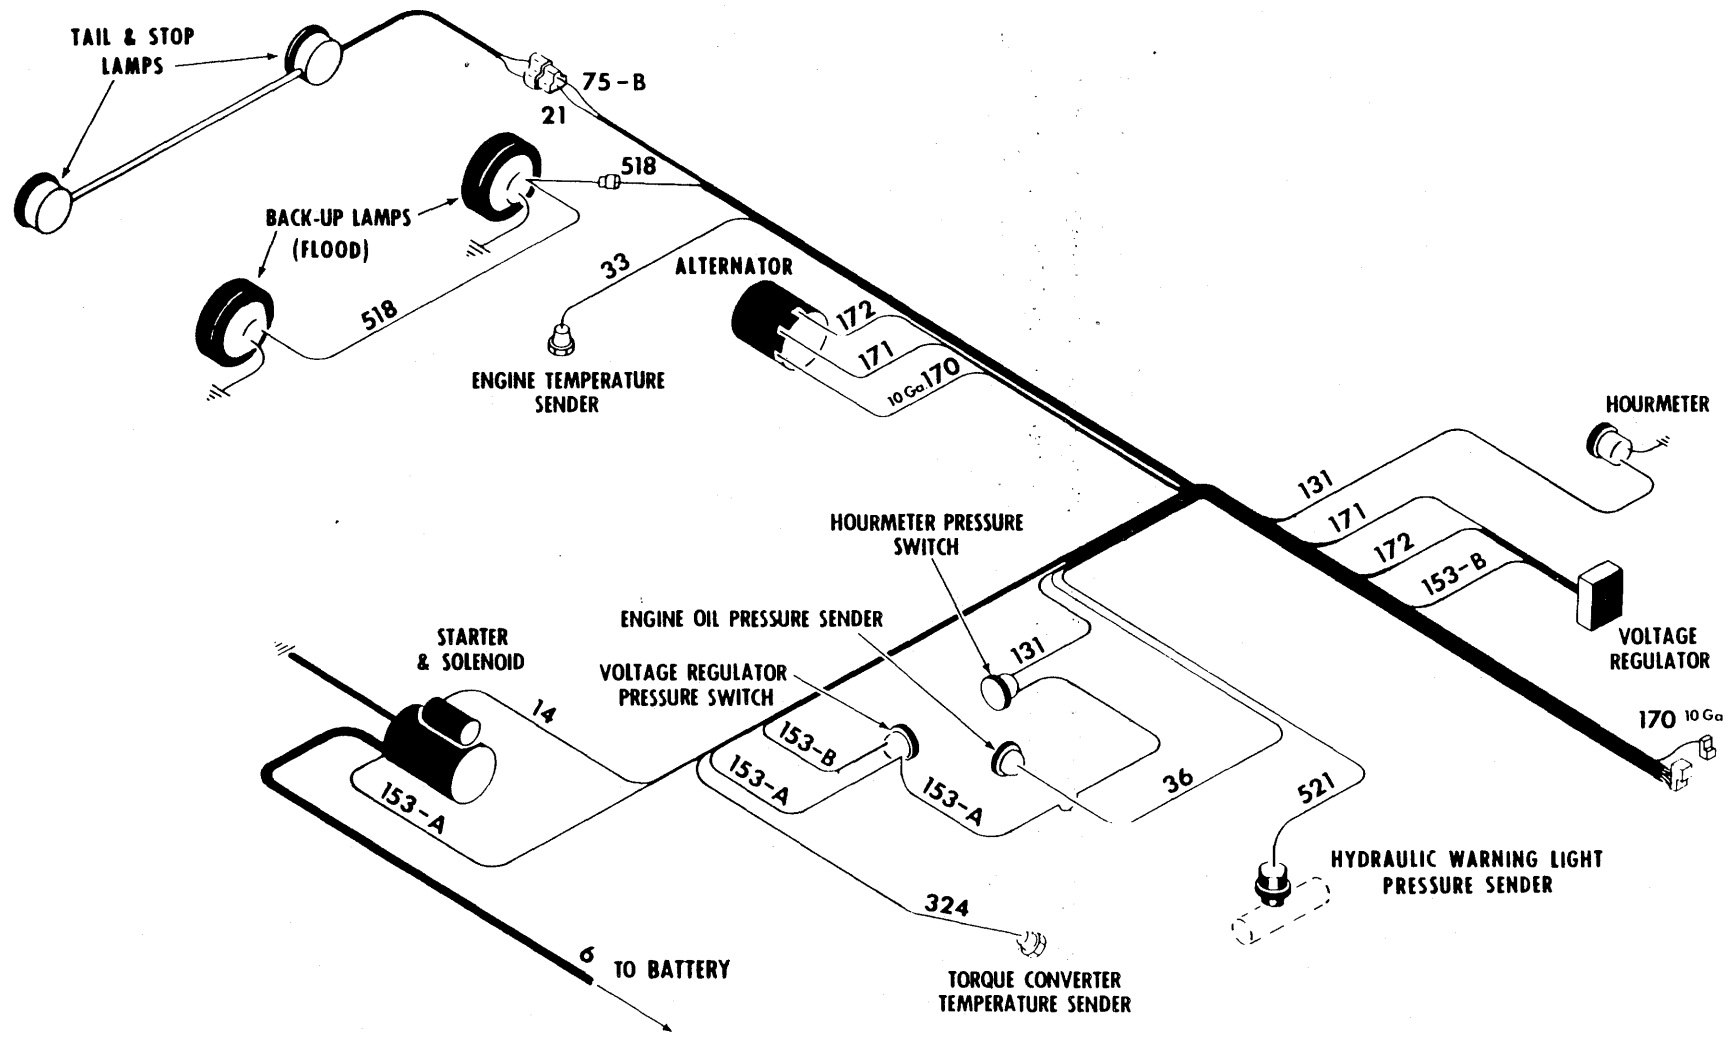 TAIL & STOP
LAMPS
75-B
21
518
BACK-UP LAMPS
(FLOOD)
518
33
ALTERNATOR
172
171
10 Ga. 170
ENGINE TEMPERATURE
SENDER
HOURMETER
131
171
172
153-B
VOLTAGE
REGULATOR
170 10 Ga
HOURMETER PRESSURE
SWITCH
ENGINE OIL PRESSURE SENDER
VOLTAGE REGULATOR
PRESSURE SWITCH
STARTER
& SOLENOID
14
131
153-B
153-A
153-A
153-A
36
521
HYDRAULIC WARNING LIGHT
PRESSURE SENDER
324
6 TO BATTERY
TORQUE CONVERTER
TEMPERATURE SENDER